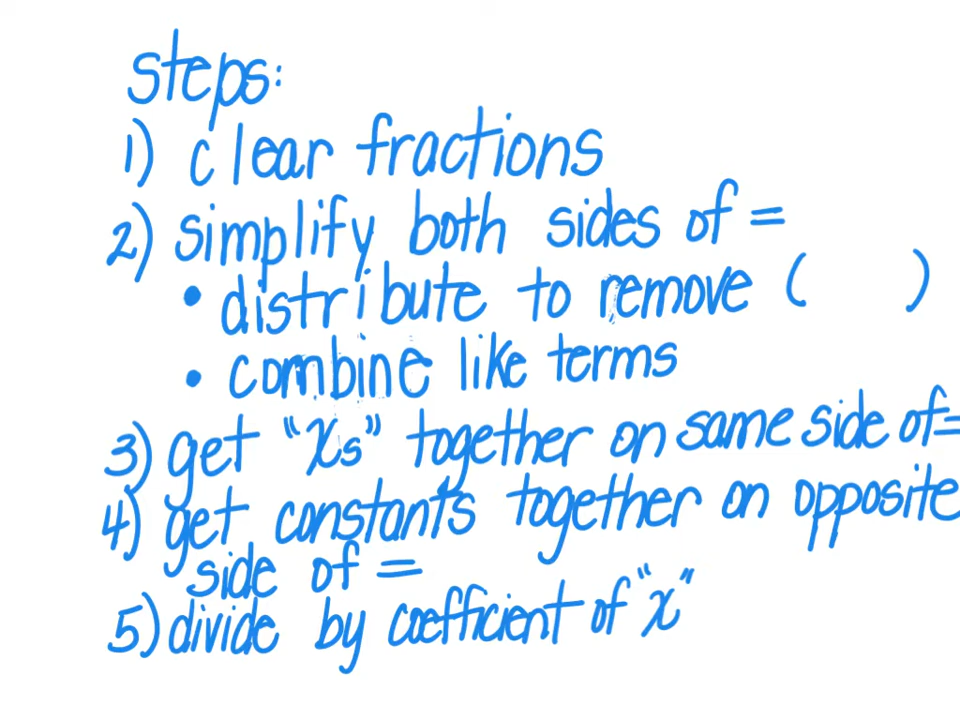 steps:
1) clear fractions
2) simplify both sides of =
• distribute to remove ( )
• combine like terms
3) get "xs" together on same side of =
4) get constants together on opposite
side of =
5) divide by coefficient of "x"